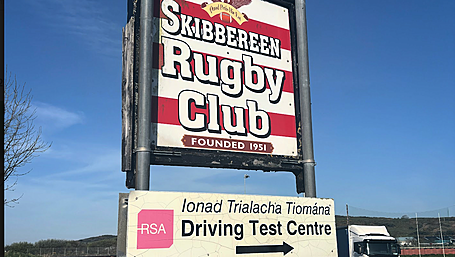 SKIBBEREEN
Rugby
Club
FOUNDED 1951
Ionad Trialacha Tiomána
RSA
Driving Test Centre